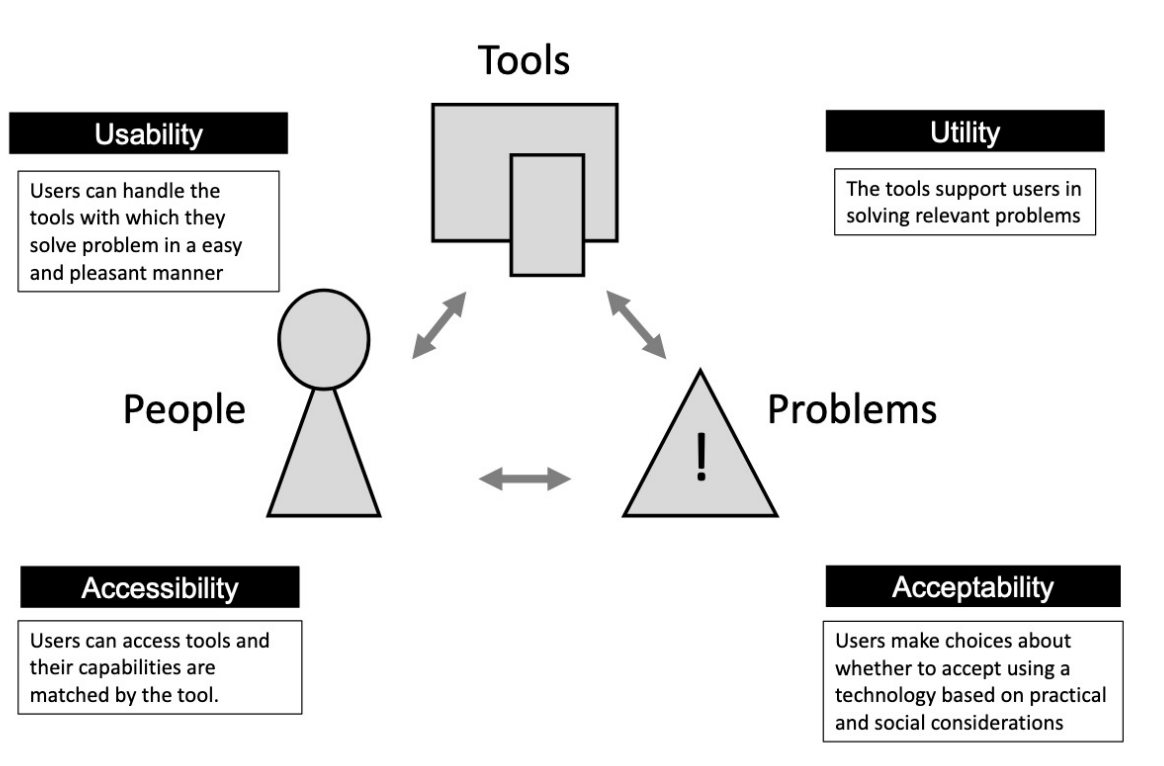 Tools
Usability
Users can handle the
tools with which they
solve problem in a easy
and pleasant manner
Utility
The tools support users in
solving relevant problems
People
Problems
!
Accessibility
Users can access tools and
their capabilities are
matched by the tool.
Acceptability
Users make choices about
whether to accept using a
technology based on practical
and social considerations